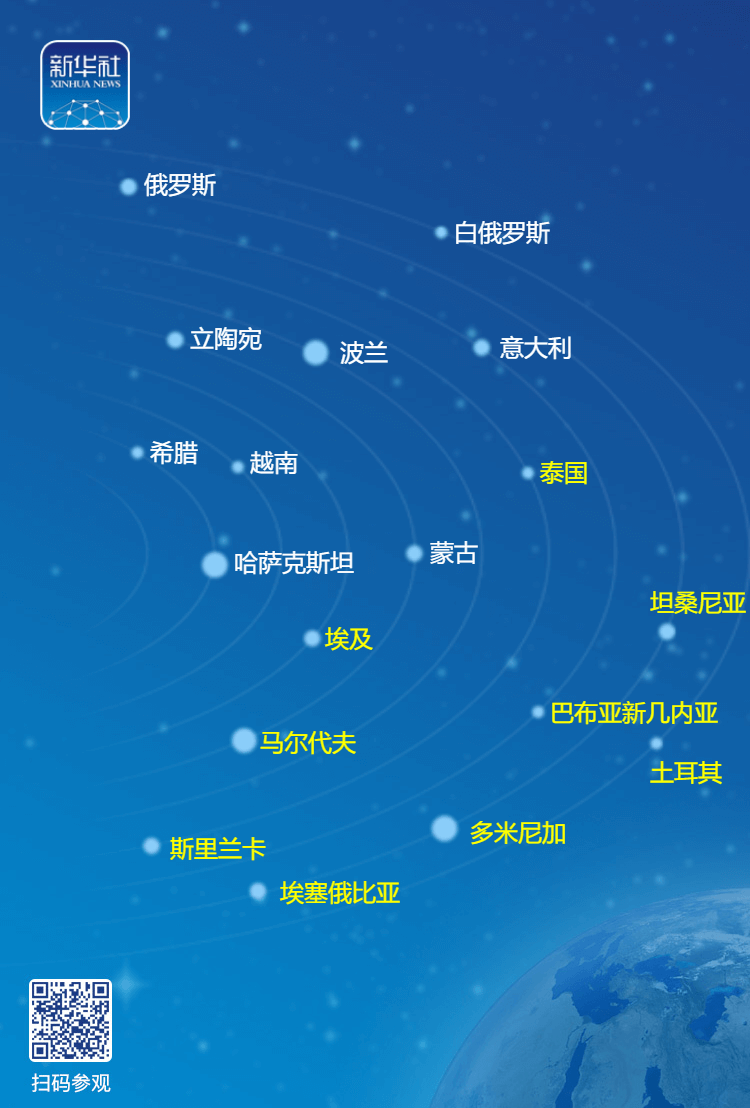 新华社
XINHUA NEWS
俄罗斯
白俄罗斯
立陶宛
波兰
意大利
希腊
越南
泰国
哈萨克斯坦
蒙古
坦桑尼亚
埃及
巴布亚新几内亚
马尔代夫
土耳其
多米尼加
斯里兰卡
埃塞俄比亚
扫码参观